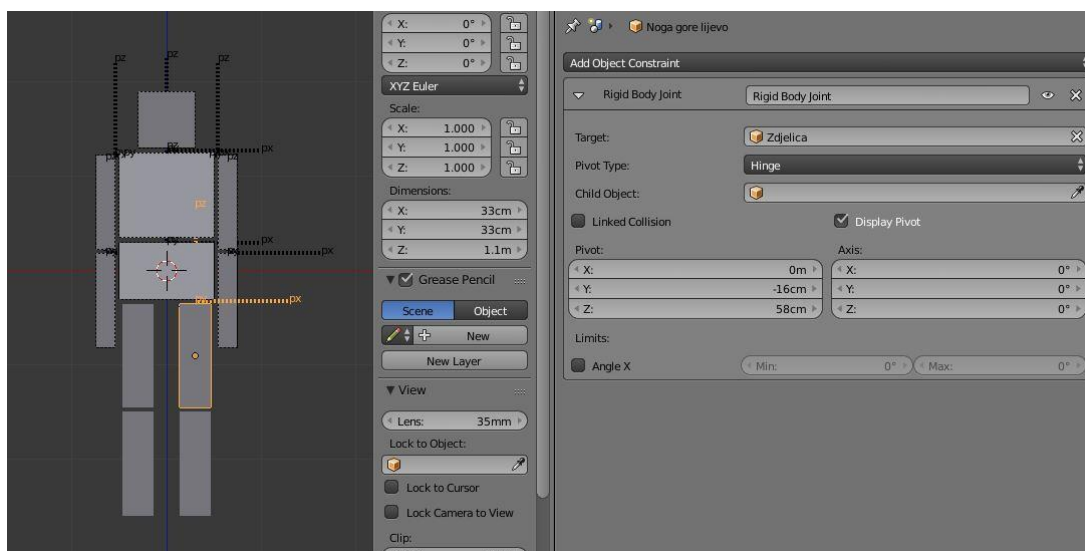 pz
pz
pz
px
pz
px
px
px
X: 0°
Y: 0°
Z: 0°
XYZ Euler
Scale:
X: 1.000
Y: 1.000
Z: 1.000
Dimensions:
X: 33cm
Y: 33cm
Z: 1.1m
Grease Pencil
Scene Object
New
New Layer
View
Lens: 35mm
Lock to Object:
Lock to Cursor
Lock Camera to View
Clip:
Noga gore lijevo
Add Object Constraint
Rigid Body Joint Rigid Body Joint
Target: Zdjelica
Pivot Type: Hinge
Child Object:
Linked Collision Display Pivot
Pivot: Axis:
X: 0m X: 0°
Y: -16cm Y: 0°
Z: 58cm Z: 0°
Limits:
Angle X Min: 0° Max: 0°